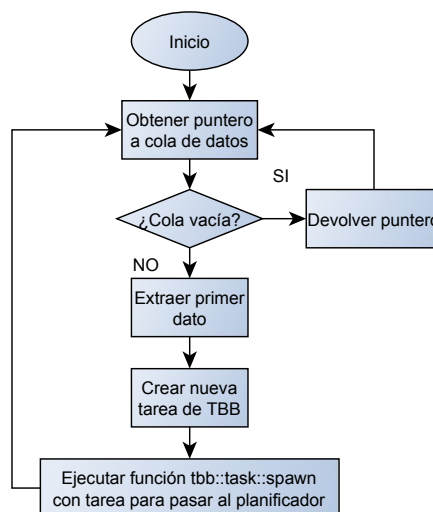 Inicio
Obtener puntero
a cola de datos
SI
¿Cola vacía?
Devolver puntero
NO
Extraer primer
dato
Crear nueva
tarea de TBB
Ejecutar función tbb::task::spawn
con tarea para pasar al planificador